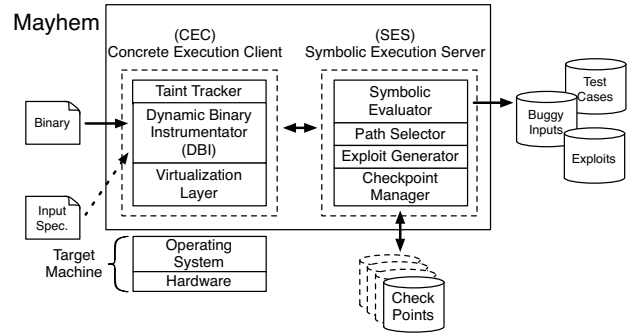 Mayhem
(CEC)
Concrete Execution Client
(SES)
Symbolic Execution Server
Binary
Input
Spec.
Taint Tracker
Dynamic Binary
Instrumentator
(DBI)
Virtualization
Layer
Symbolic
Evaluator
Path Selector
Exploit Generator
Checkpoint
Manager
Test
Cases
Buggy
Inputs
Exploits
Target
Machine
Operating
System
Hardware
Check
Points